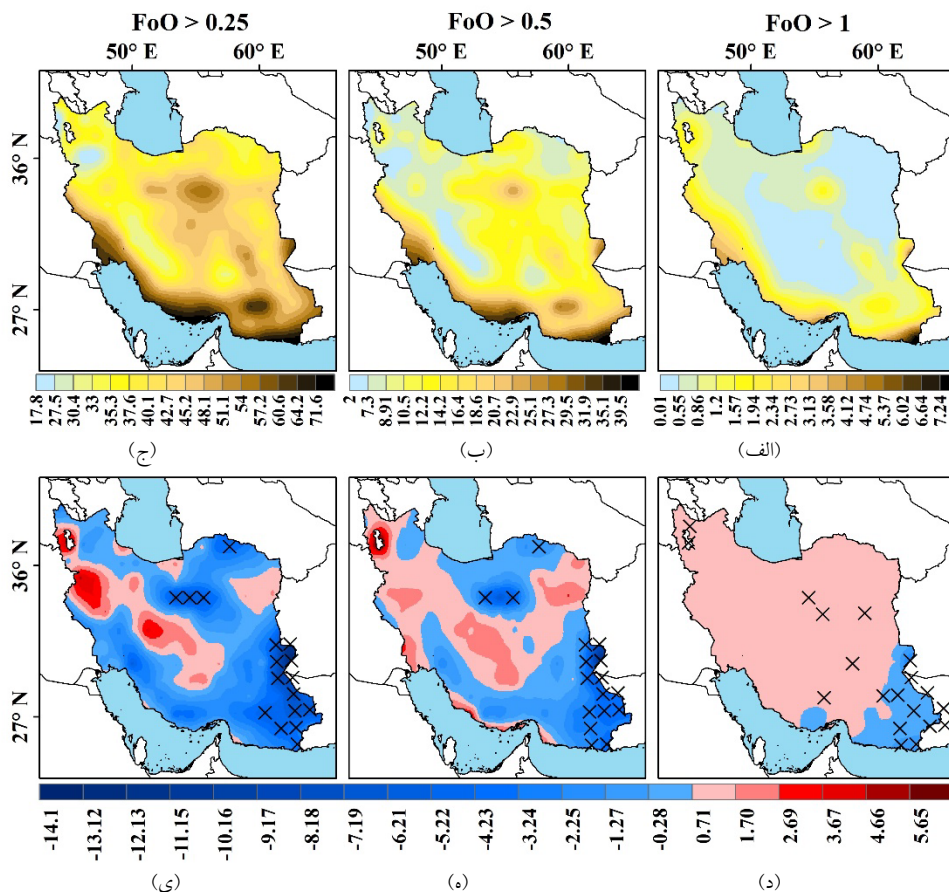 FoO > 0.25 FoO > 0.5 FoO > 1
50° E 60° E 50° E 60° E 50° E 60° E
36° N
27° N
17.8 27.5 30.4 33 35.3 37.6 40.1 42.7 45.2 48.1 51.1 54 57.2 60.6 64.2 71.6
2 7.3 8.91 10.5 12.2 14.2 16.4 18.6 20.7 22.9 25.1 27.3 29.5 31.9 35.1 39.5
0.01 0.55 0.86 1.2 1.57 1.94 2.34 2.73 3.13 3.58 4.12 4.74 5.37 6.02 6.64 7.28
(ج) (ب) (الف)
36° N
27° N
-14.1 -13.12 -12.13 -11.15 -10.16 -9.17 -8.18 -7.19 -6.21 -5.22 -4.23 -3.24 -2.25 -1.27 -0.28 0.71 1.70 2.69 3.67 4.66 5.65
(ی) (ه) (د)